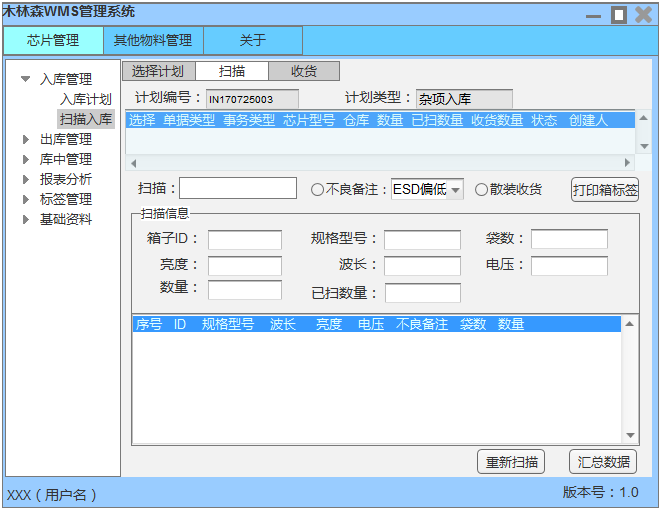 木林森WMS管理系统
芯片管理 其他物料管理 关于
入库管理
入库计划
扫描入库
出库管理
库中管理
报表分析
标签管理
基础资料
选择计划 扫描 收货
计划编号： IN170725003 计划类型： 杂项入库
选择 单据类型 事务类型 芯片型号 仓库 数量 已扫数量 收货数量 状态 创建人
扫描： 不良备注： ESD偏低 散装收货 打印箱标签
扫描信息
箱子ID： 规格型号： 袋数：
亮度： 波长： 电压：
数量： 已扫数量：
序号 ID 规格型号 波长 亮度 电压 不良备注 袋数 数量
重新扫描 汇总数据
XXX（用户名） 版本号：1.0